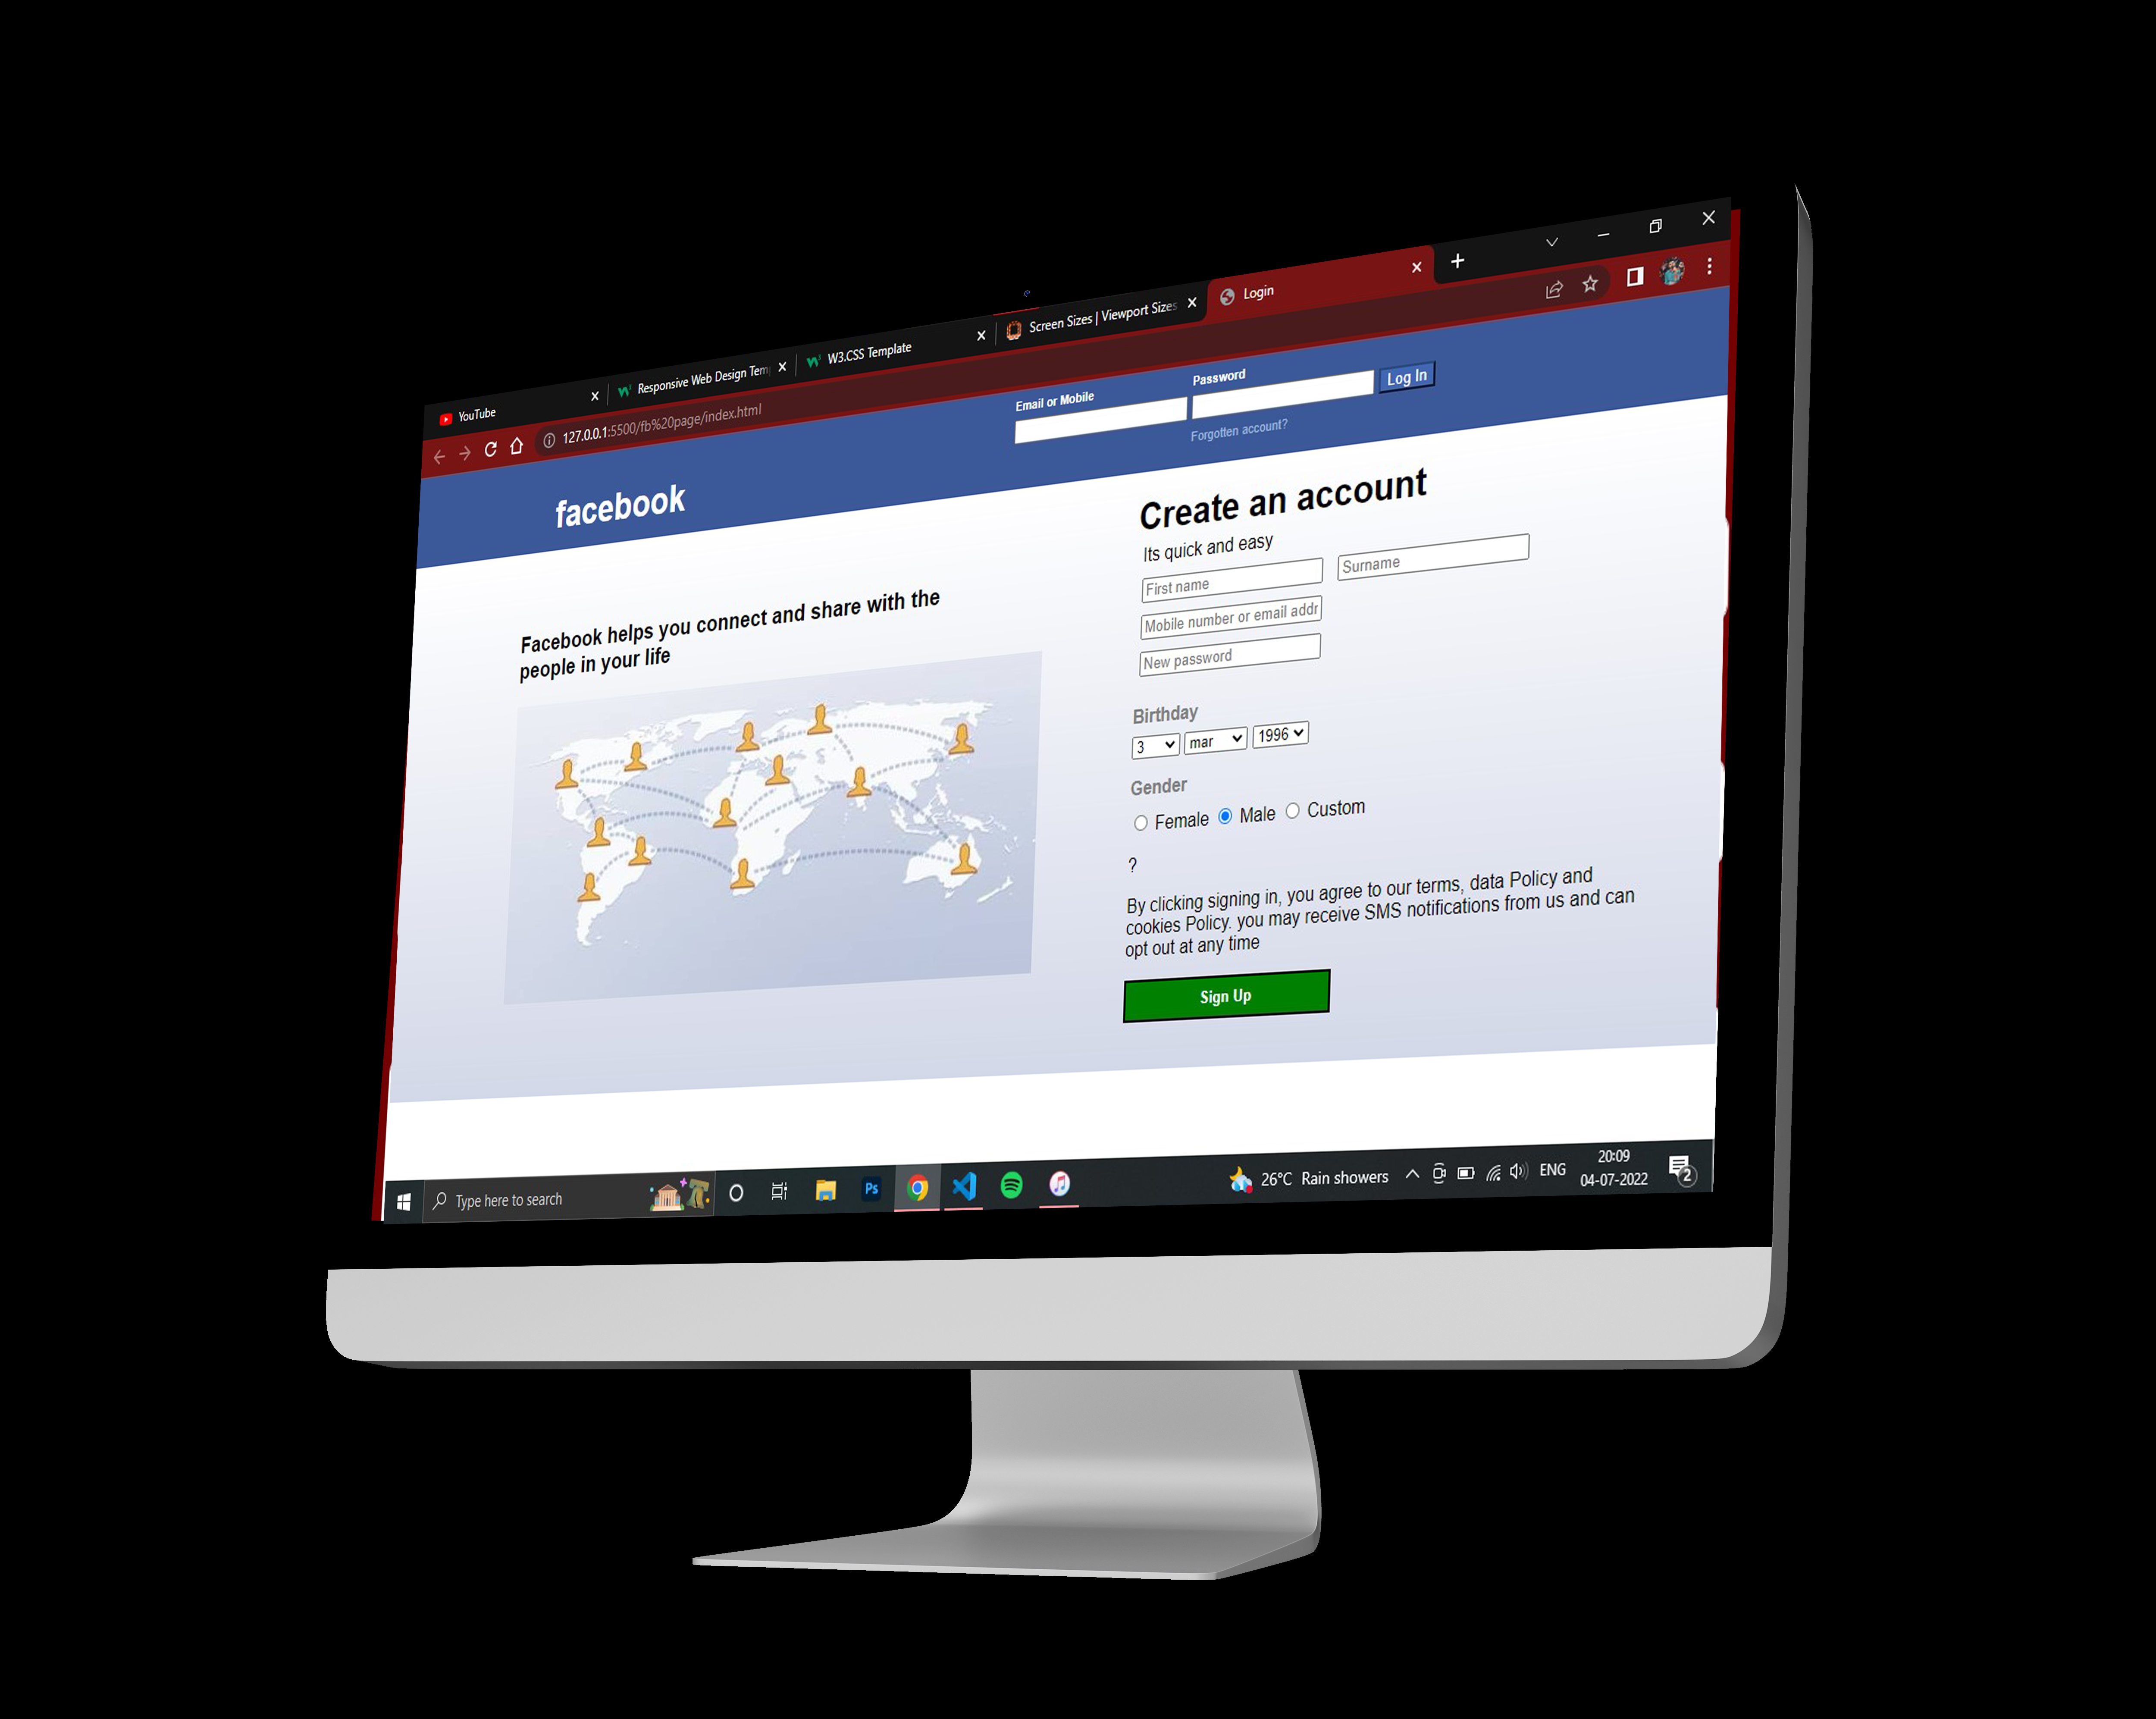 YouTube
Responsive Web Design Tem
W3.CSS Template
Screen Sizes | Viewport Sizes
Login
127.0.0.1:5500/fb%20page/index.html
facebook
Email or Mobile
Password
Log In
Forgotten account?
Facebook helps you connect and share with the
people in your life
Create an account
Its quick and easy
First name
Surname
Mobile number or email addr
New password
Birthday
3 mar 1996
Gender
Female Male Custom
?
By clicking signing in, you agree to our terms, data Policy and
cookies Policy. you may receive SMS notifications from us and can
opt out at any time
Sign Up
Type here to search
Ps
26°C Rain showers
ENG
20:09
04-07-2022
2